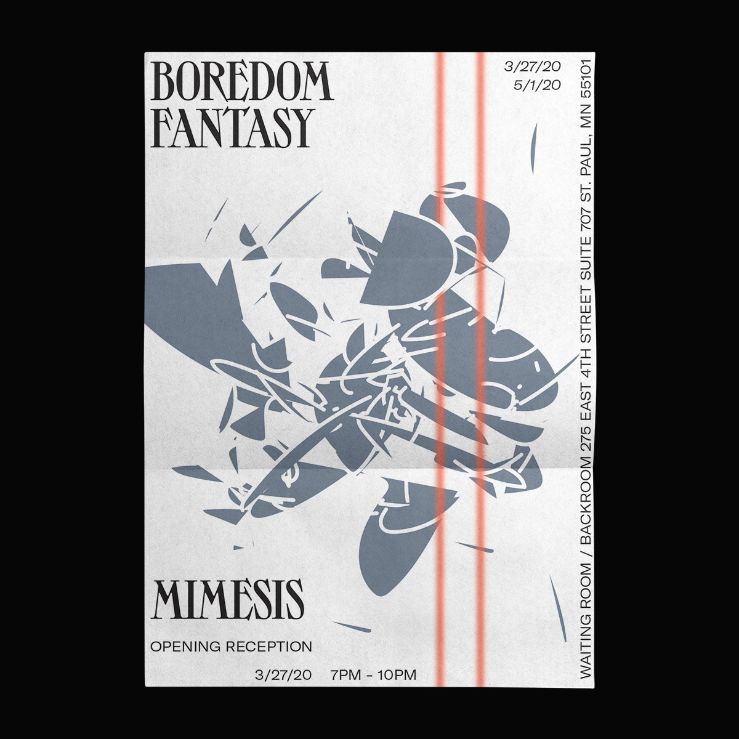 BOREDOM
FANTASY
3/27/20
5/1/20
WAITING ROOM / BACKROOM 275 EAST 4TH STREET SUITE 707 ST. PAUL, MN 55101
MIMESIS
OPENING RECEPTION
3/27/20 7PM – 10PM